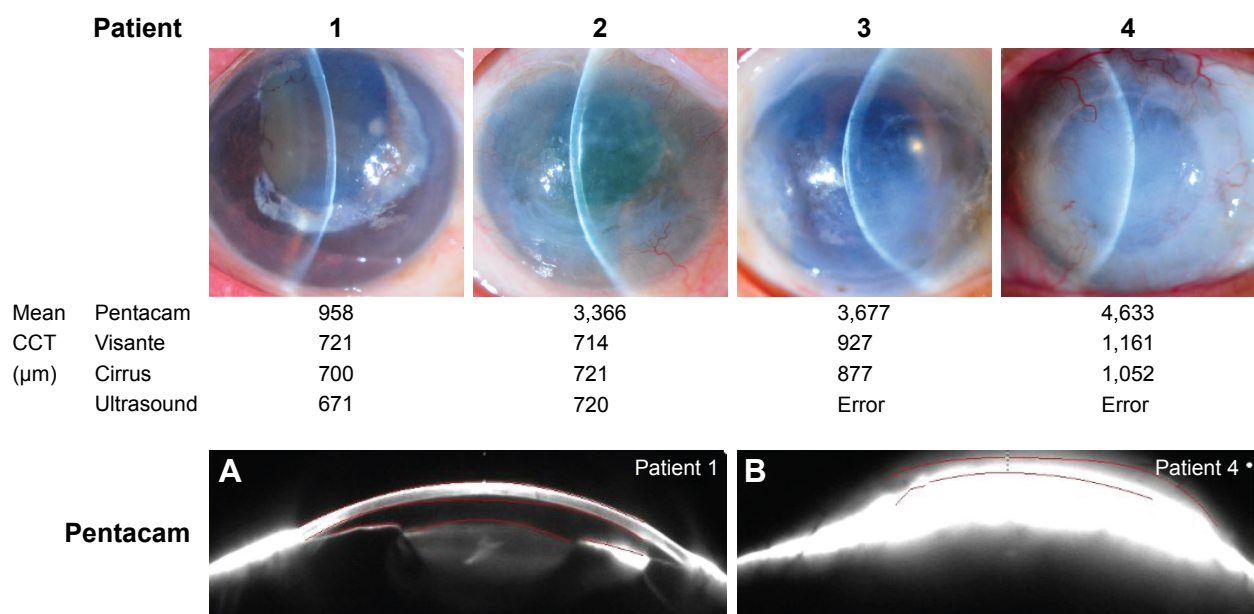 Patient 1 2 3 4
Mean Pentacam 958 3,366 3,677 4,633
CCT Visante 721 714 927 1,161
(μm) Cirrus 700 721 877 1,052
Ultrasound 671 720 Error Error
A Patient 1 B Patient 4
Pentacam